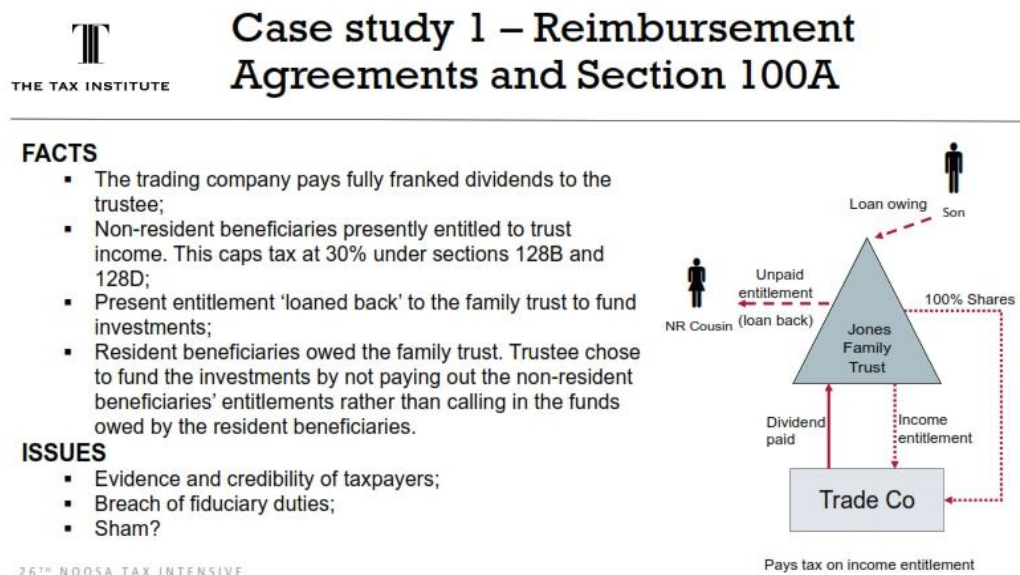 Case study 1 – Reimbursement
Agreements and Section 100A
THE TAX INSTITUTE
FACTS
▪ The trading company pays fully franked dividends to the
trustee;
▪ Non-resident beneficiaries presently entitled to trust
income. This caps tax at 30% under sections 128B and
128D;
▪ Present entitlement ‘loaned back’ to the family trust to fund
investments;
▪ Resident beneficiaries owed the family trust. Trustee chose
to fund the investments by not paying out the non-resident
beneficiaries’ entitlements rather than calling in the funds
owed by the resident beneficiaries.
ISSUES
▪ Evidence and credibility of taxpayers;
▪ Breach of fiduciary duties;
▪ Sham?
Loan owing
Son
Unpaid
entitlement
(loan back)
NR Cousin
100% Shares
Jones
Family
Trust
Dividend
paid
Income
entitlement
Trade Co
Pays tax on income entitlement
26TH NOOSA TAX INTENSIVE